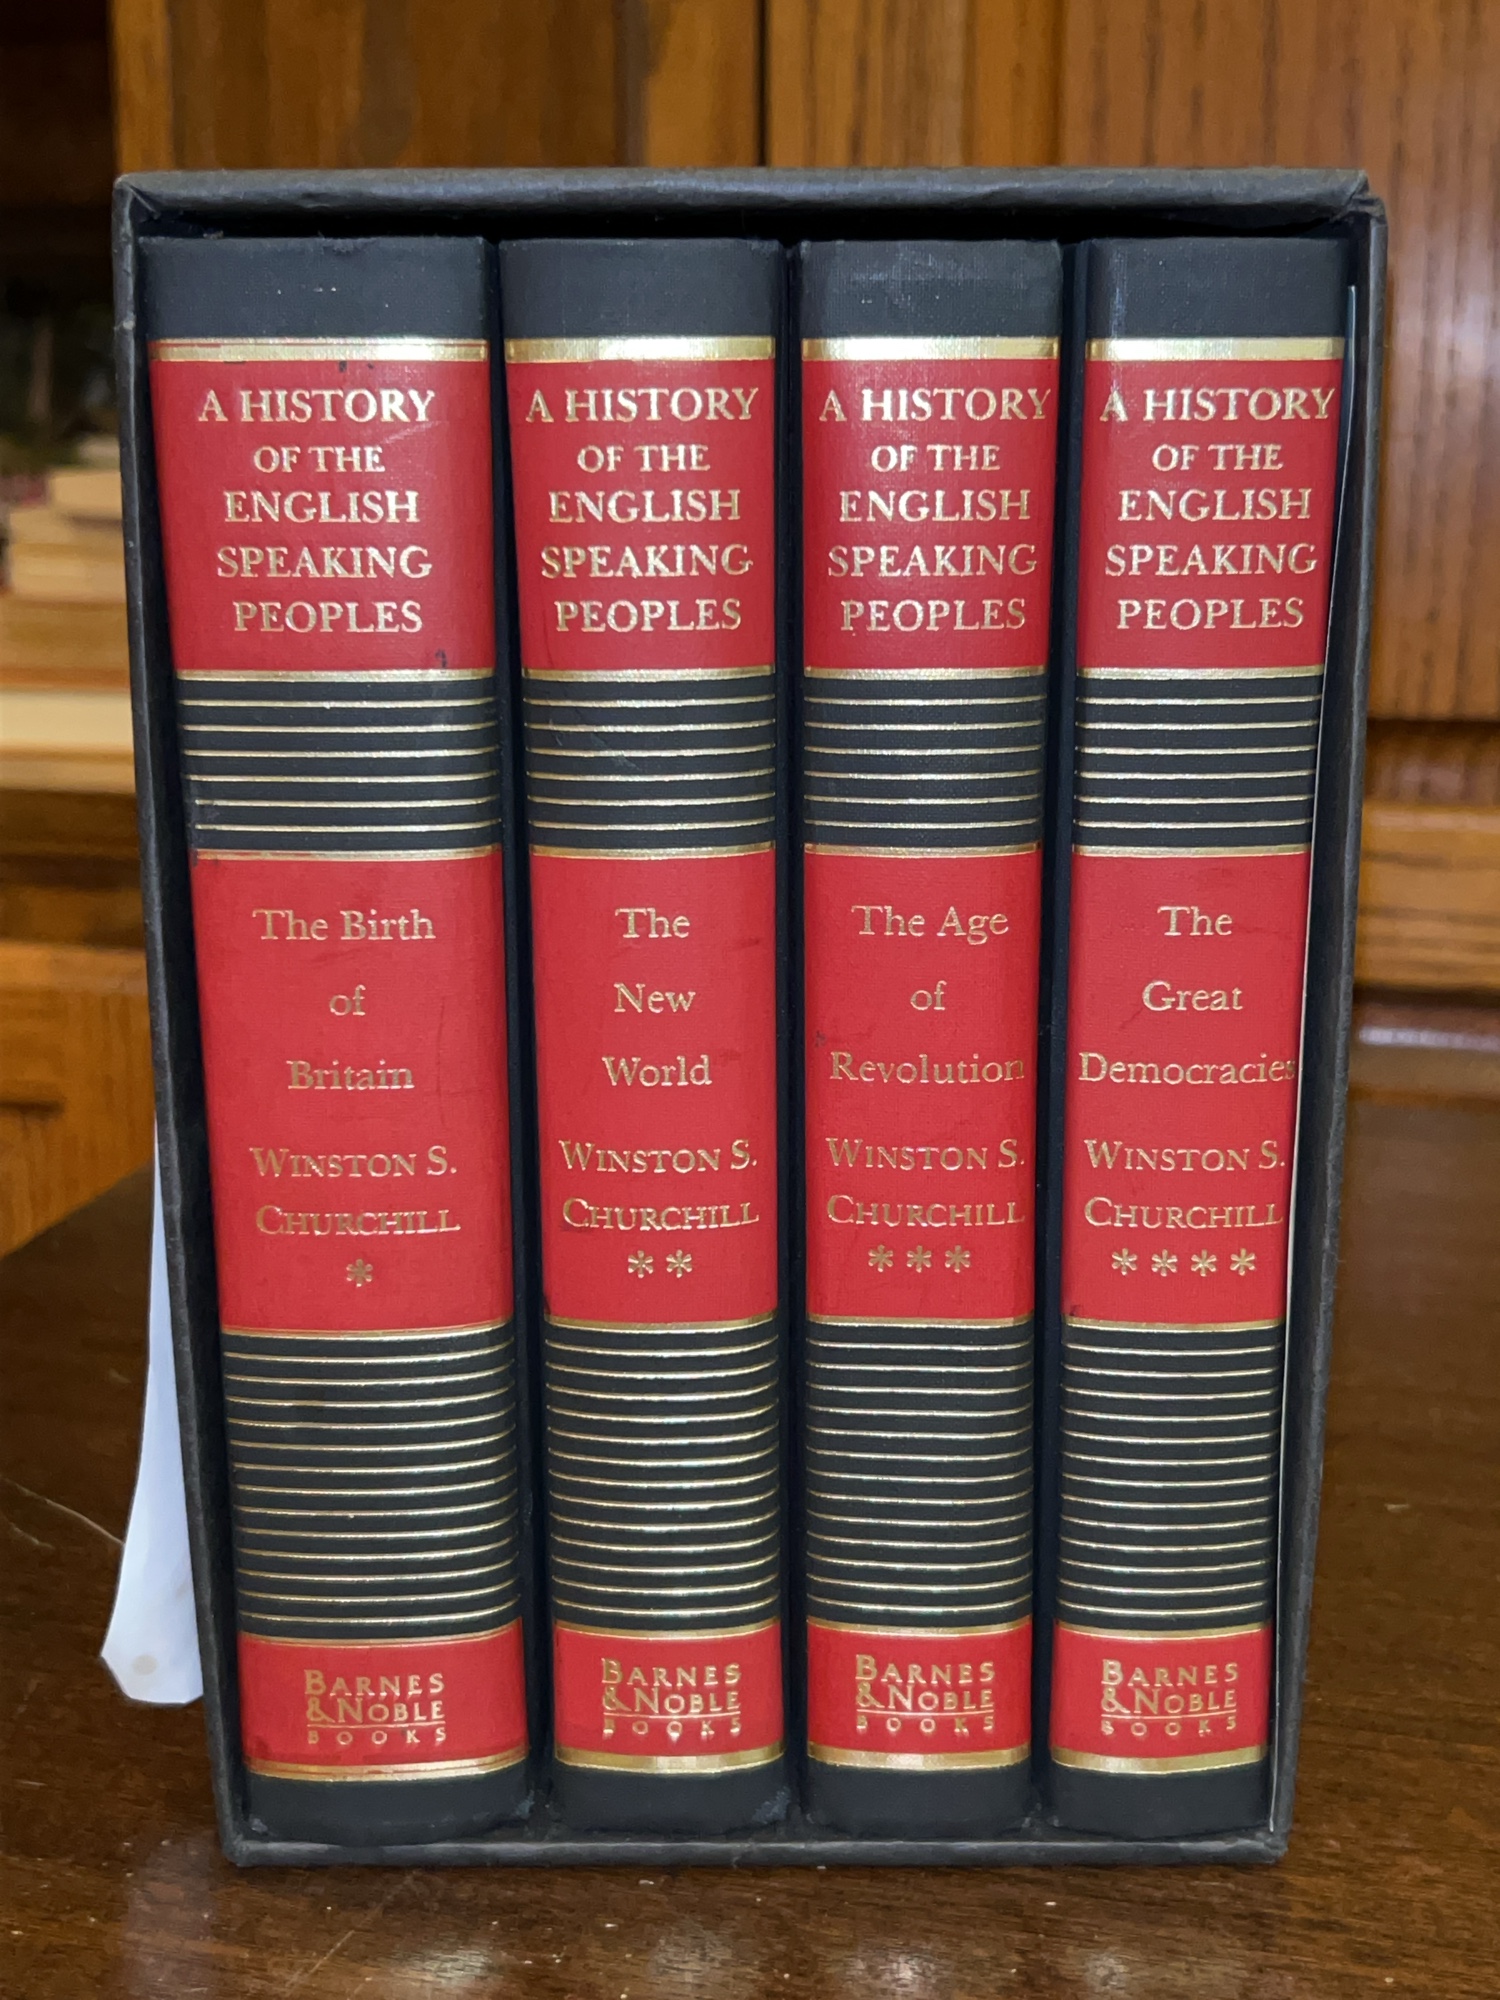 A HISTORY
OF THE
ENGLISH
SPEAKING
PEOPLES
The Birth
of
Britain
WINSTON S.
CHURCHILL
*
BARNES
& NOBLE
BOOKS
A HISTORY
OF THE
ENGLISH
SPEAKING
PEOPLES
The
New
World
WINSTON S.
CHURCHILL
* *
BARNES
& NOBLE
BOOKS
A HISTORY
OF THE
ENGLISH
SPEAKING
PEOPLES
The Age
of
Revolution
WINSTON S.
CHURCHILL
* * *
BARNES
& NOBLE
BOOKS
A HISTORY
OF THE
ENGLISH
SPEAKING
PEOPLES
The
Great
Democracies
WINSTON S.
CHURCHILL
* * * *
BARNES
& NOBLE
BOOKS